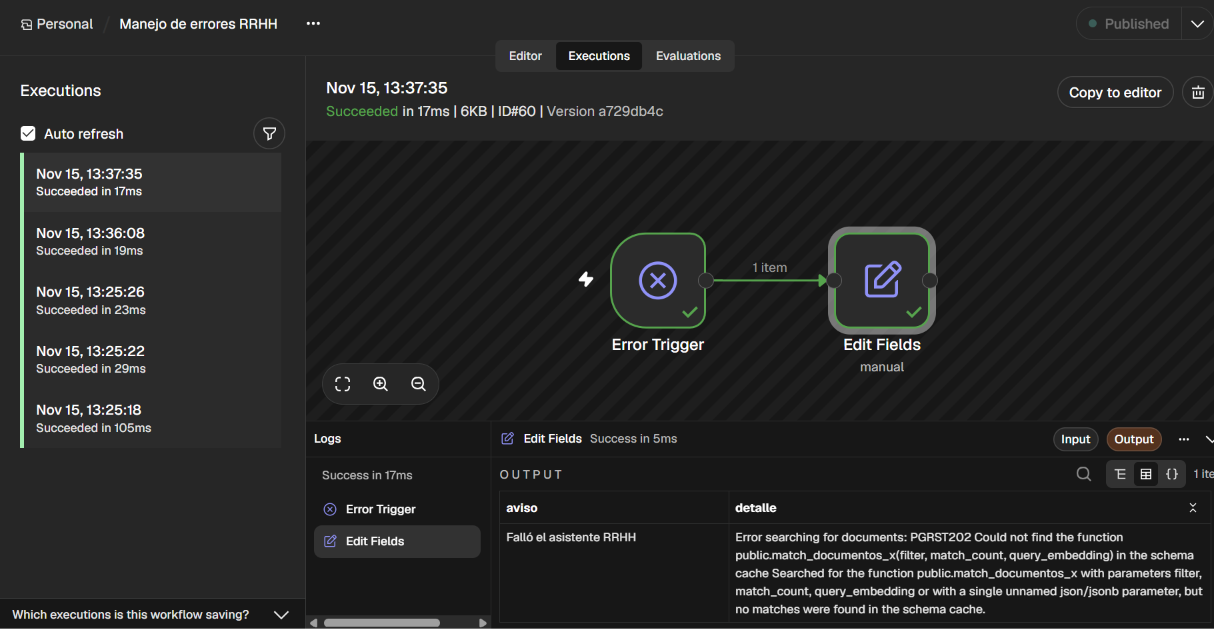 Personal / Manejo de errores RRHH ...
Published
Editor Executions Evaluations
Executions
Auto refresh
Nov 15, 13:37:35
Succeeded in 17ms
Nov 15, 13:36:08
Succeeded in 19ms
Nov 15, 13:25:26
Succeeded in 23ms
Nov 15, 13:25:22
Succeeded in 29ms
Nov 15, 13:25:18
Succeeded in 105ms
Which executions is this workflow saving?
Nov 15, 13:37:35
Succeeded in 17ms | 6KB | ID#60 | Version a729db4c
Copy to editor
1 item
Error Trigger
Edit Fields
manual
Logs
Success in 17ms
Error Trigger
Edit Fields
Edit Fields Success in 5ms
Input Output ...
OUTPUT
1 ite
aviso detalle
Falló el asistente RRHH
Error searching for documents: PGRST202 Could not find the function
public.match_documentos_x(filter, match_count, query_embedding) in the schema
cache Searched for the function public.match_documentos_x with parameters filter,
match_count, query_embedding or with a single unnamed json/jsonb parameter, but
no matches were found in the schema cache.